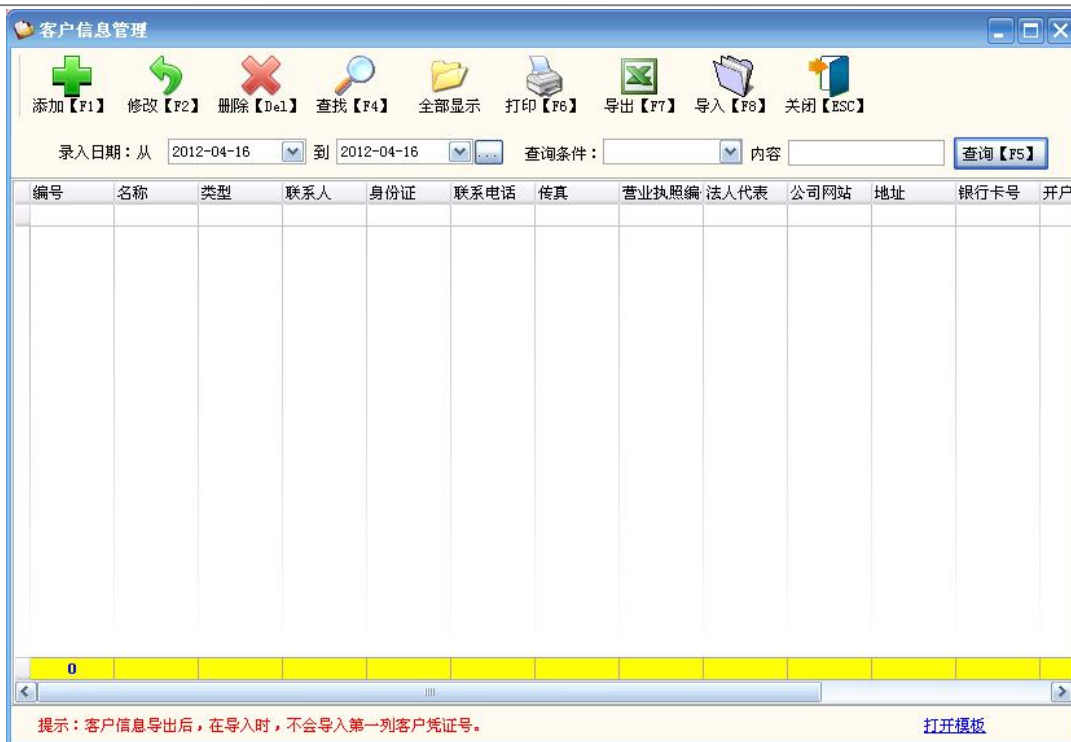 客户信息管理
添加【F1】 修改【F2】 删除【Del】 查找【F4】 全部显示 打印【F6】 导出【F7】 导入【F8】 关闭【ESC】
录入日期：从 2012-04-16 到 2012-04-16 ... 查询条件： 内容 查询【F5】
编号 名称 类型 联系人 身份证 联系电话 传真 营业执照编 法人代表 公司网站 地址 银行卡号 开户
0
提示：客户信息导出后，在导入时，不会导入第一列客户凭证号。 打开模板